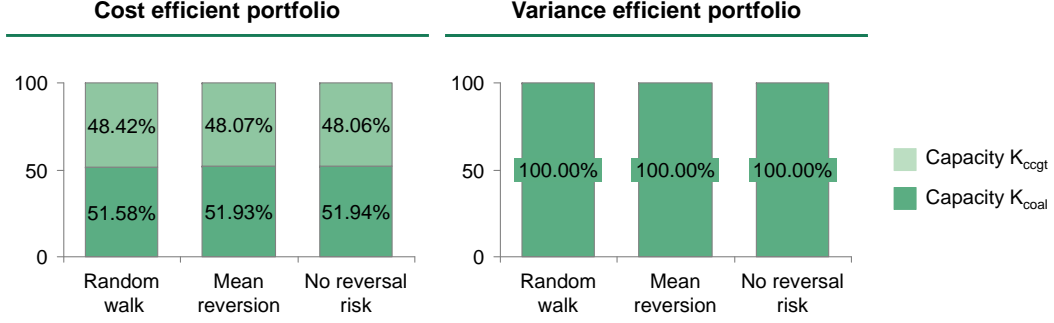 Cost efficient portfolio
Variance efficient portfolio
100
50
0
48.42%
48.07%
48.06%
51.58%
51.93%
51.94%
Random
walk
Mean
reversion
No reversal
risk
100
50
0
100.00%
100.00%
100.00%
Random
walk
Mean
reversion
No reversal
risk
Capacity Kccgt
Capacity Kcoal